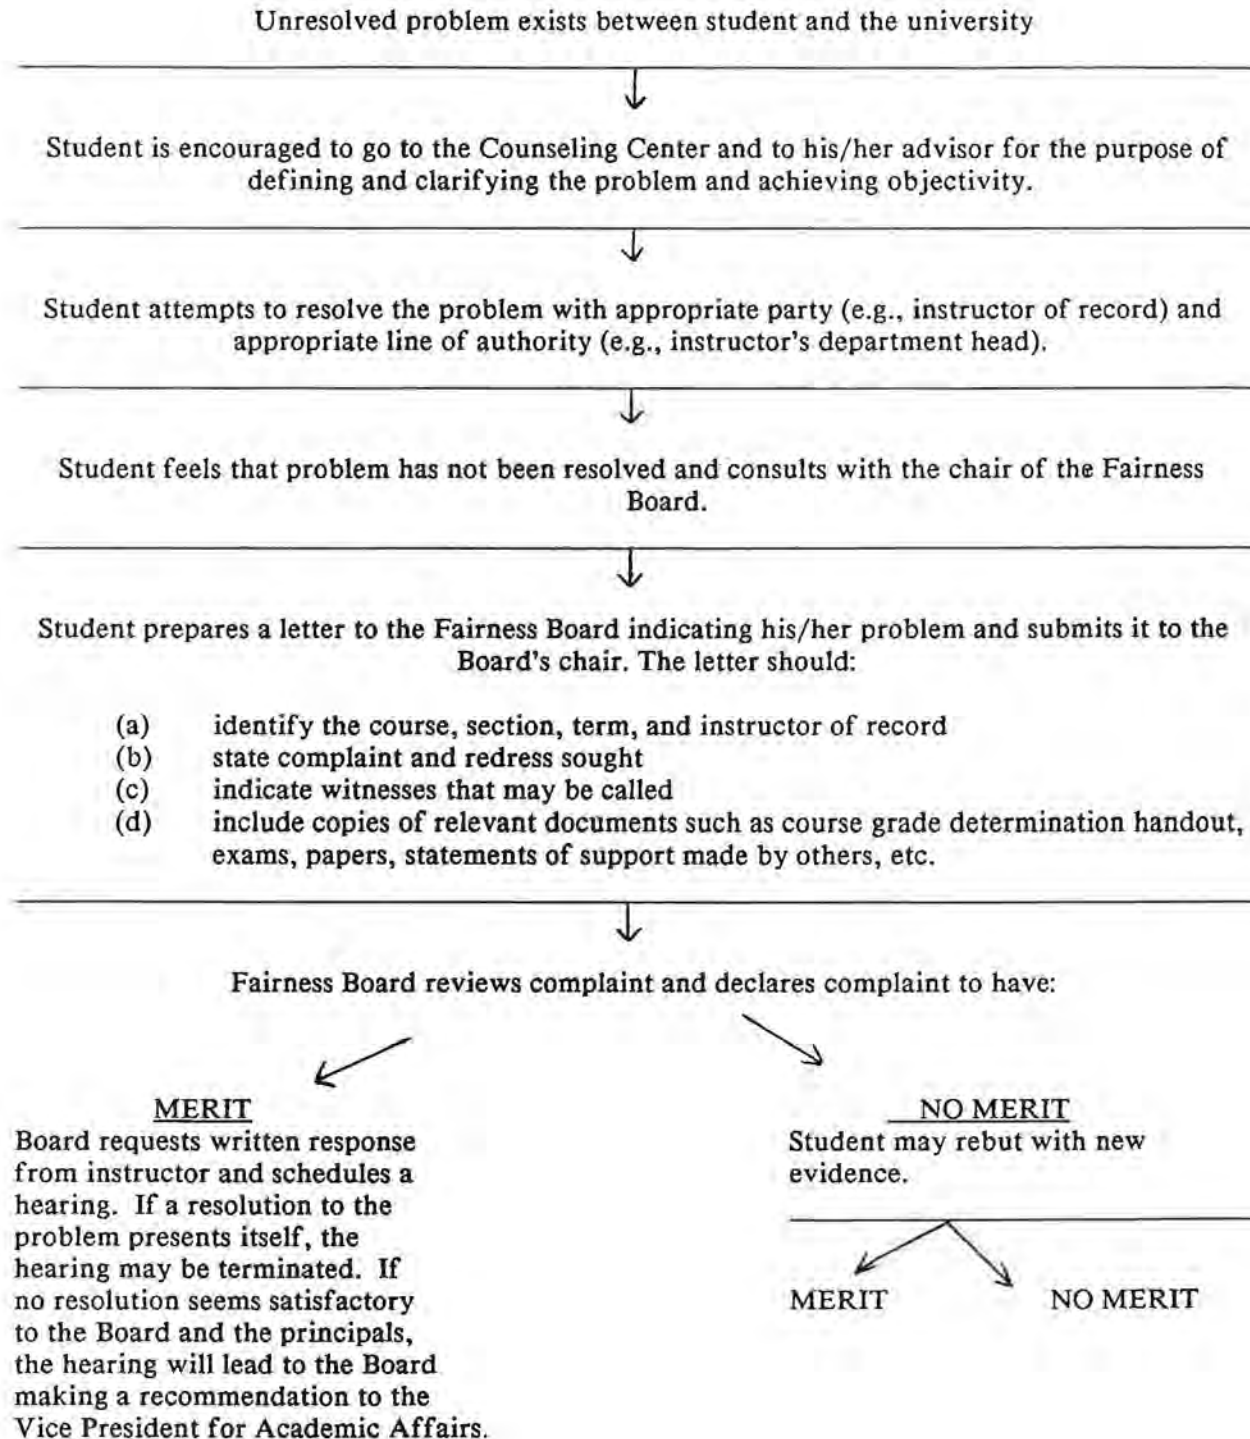 Unresolved problem exists between student and the university
Student is encouraged to go to the Counseling Center and to his/her advisor for the purpose of
defining and clarifying the problem and achieving objectivity.
Student attempts to resolve the problem with appropriate party (e.g., instructor of record) and
appropriate line of authority (e.g., instructor's department head).
Student feels that problem has not been resolved and consults with the chair of the Fairness
Board.
Student prepares a letter to the Fairness Board indicating his/her problem and submits it to the
Board's chair. The letter should:
(a) identify the course, section, term, and instructor of record
(b) state complaint and redress sought
(c) indicate witnesses that may be called
(d) include copies of relevant documents such as course grade determination handout,
exams, papers, statements of support made by others, etc.
Fairness Board reviews complaint and declares complaint to have:
MERIT
Board requests written response
from instructor and schedules a
hearing. If a resolution to the
problem presents itself, the
hearing may be terminated. If
no resolution seems satisfactory
to the Board and the principals,
the hearing will lead to the Board
making a recommendation to the
Vice President for Academic Affairs.
NO MERIT
Student may rebut with new
evidence.
MERIT NO MERIT